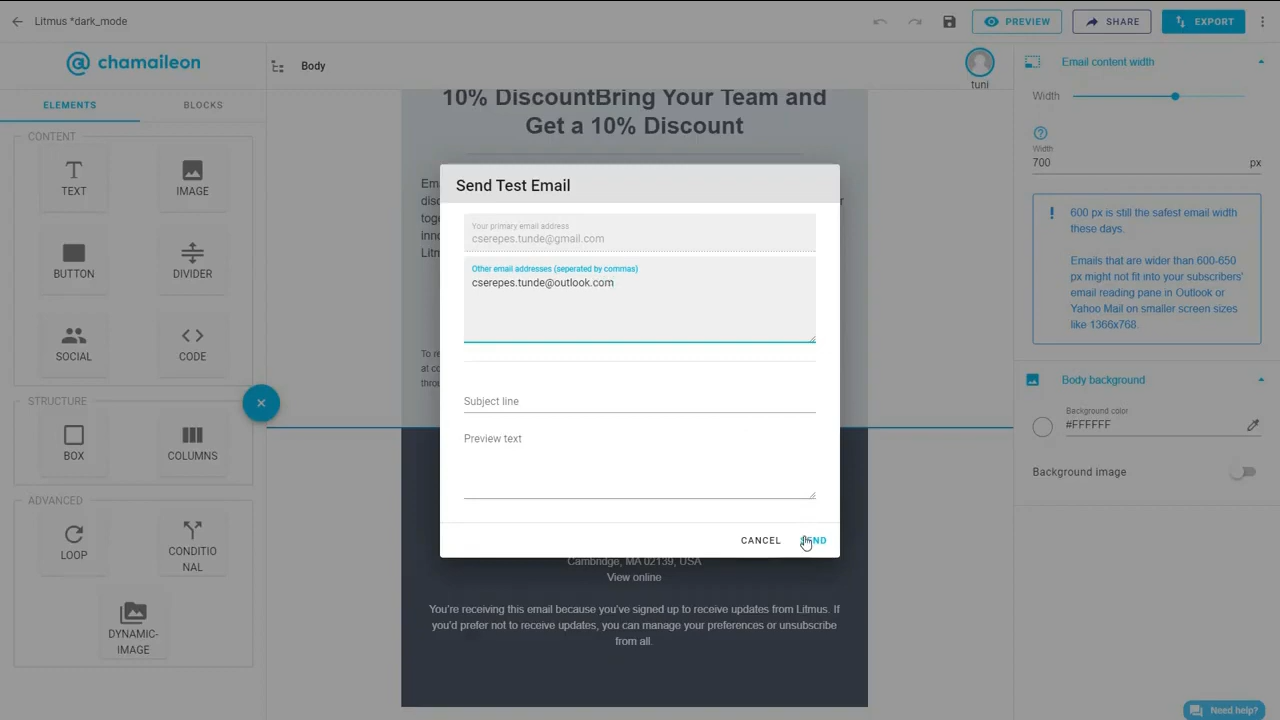 Litmus *dark_mode
PREVIEW
SHARE
EXPORT
chamaileon
Body
tuni
ELEMENTS
BLOCKS
CONTENT
TEXT
IMAGE
BUTTON
DIVIDER
SOCIAL
CODE
STRUCTURE
BOX
COLUMNS
ADVANCED
LOOP
CONDITIO
NAL
DYNAMIC-
IMAGE
10% DiscountBring Your Team and
Get a 10% Discount
Send Test Email
Your primary email address
cserepes.tunde@gmail.com
Other email addresses (seperated by commas)
cserepes.tunde@outlook.com
Subject line
Preview text
CANCEL
Cambridge, MA 02139, USA
View online
You're receiving this email because you've signed up to receive updates from Litmus. If
you'd prefer not to receive updates, you can manage your preferences or unsubscribe
from all.
Email content width
Width
Width
700
px
600 px is still the safest email width
these days.
Emails that are wider than 600-650
px might not fit into your subscribers'
email reading pane in Outlook or
Yahoo Mail on smaller screen sizes
like 1366x768.
Body background
Background color
#FFFFFF
Background image
Need help?